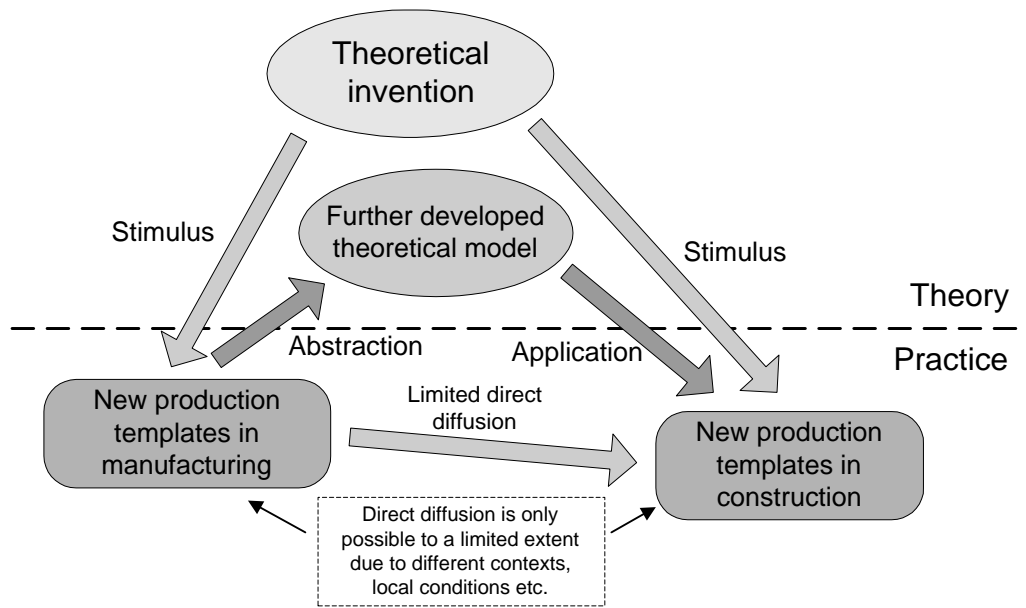 Theoretical
invention
Further developed
theoretical model
Stimulus
Stimulus
Theory
Abstraction
Application
Practice
New production
templates in
manufacturing
Limited direct
diffusion
New production
templates in
construction
Direct diffusion is only
possible to a limited extent
due to different contexts,
local conditions etc.